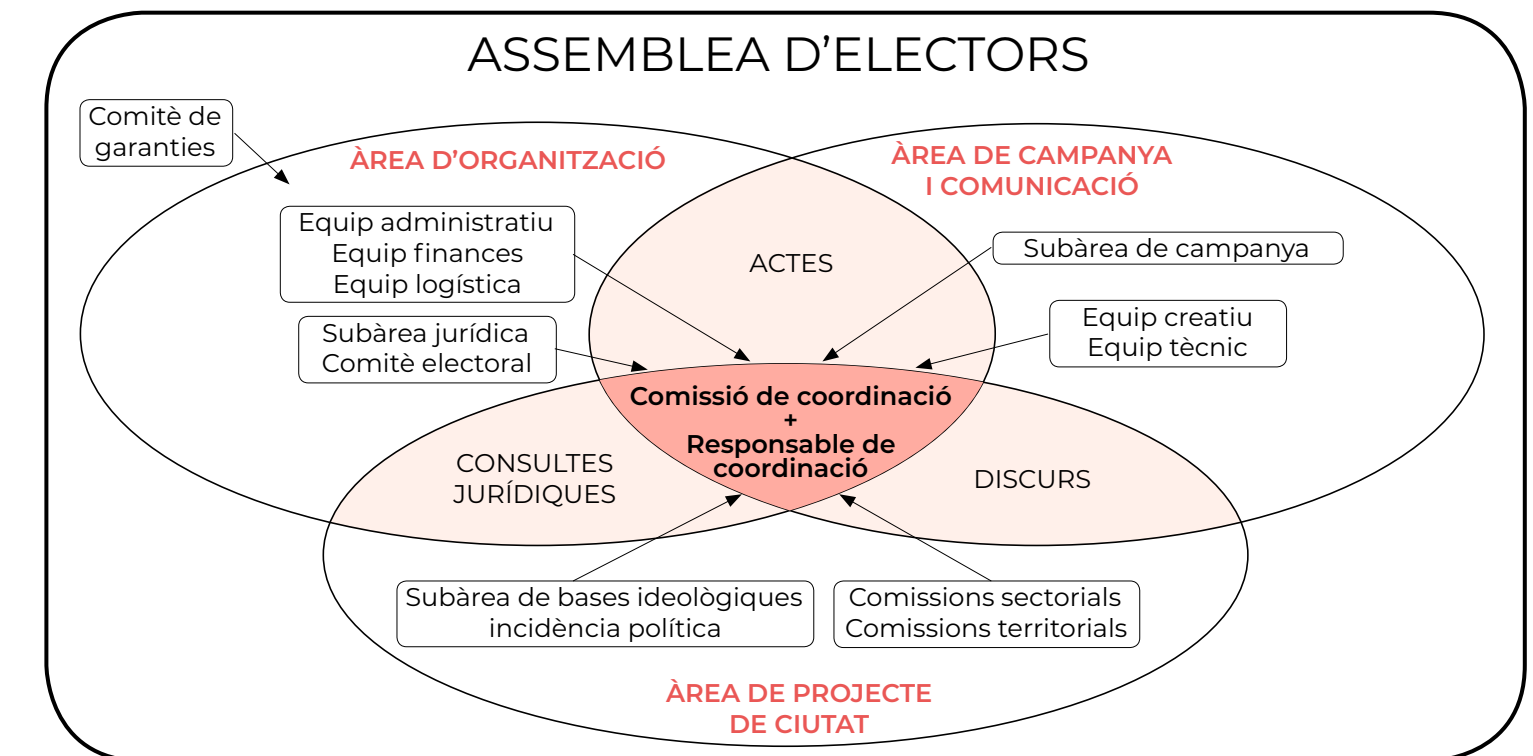 ASSEMBLEA D’ELECTORS
Comitè de
garanties
ÀREA D’ORGANITZACIÓ
ÀREA DE CAMPANYA
I COMUNICACIÓ
Equip administratiu
Equip finances
Equip logística
ACTES
Subàrea de campanya
Subàrea jurídica
Comitè electoral
Equip creatiu
Equip tècnic
Comissió de coordinació
+
Responsable de
coordinació
CONSULTES
JURÍDIQUES
DISCURS
Subàrea de bases ideològiques
incidència política
Comissions sectorials
Comissions territorials
ÀREA DE PROJECTE
DE CIUTAT